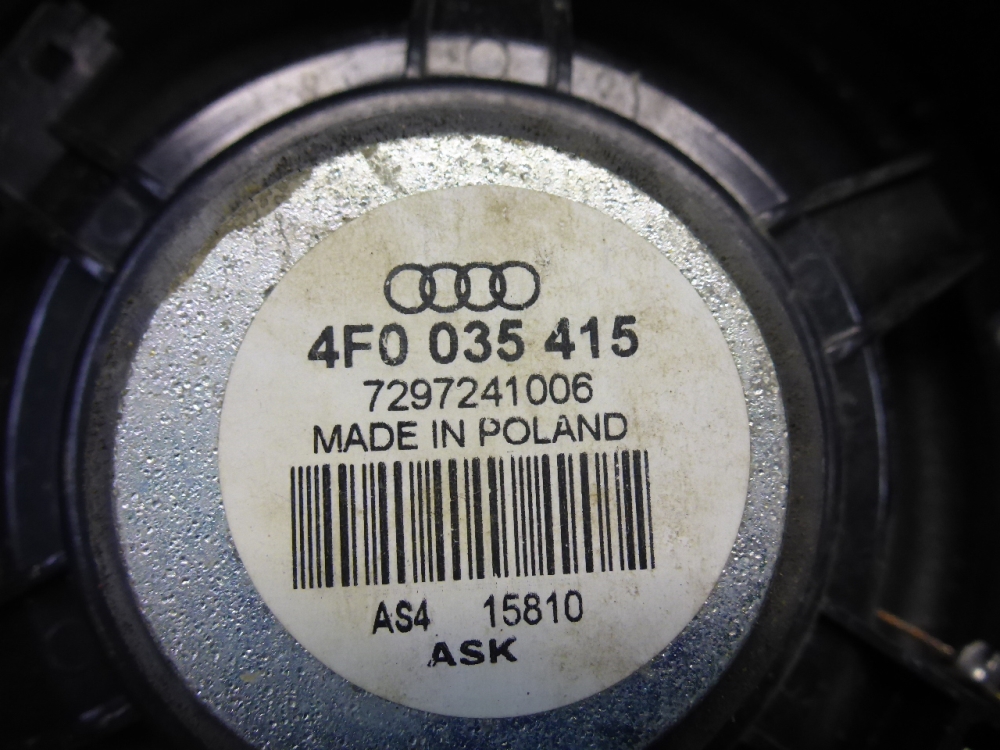 4F0 035 415
7297241006
MADE IN POLAND
AS4 15810
ASK